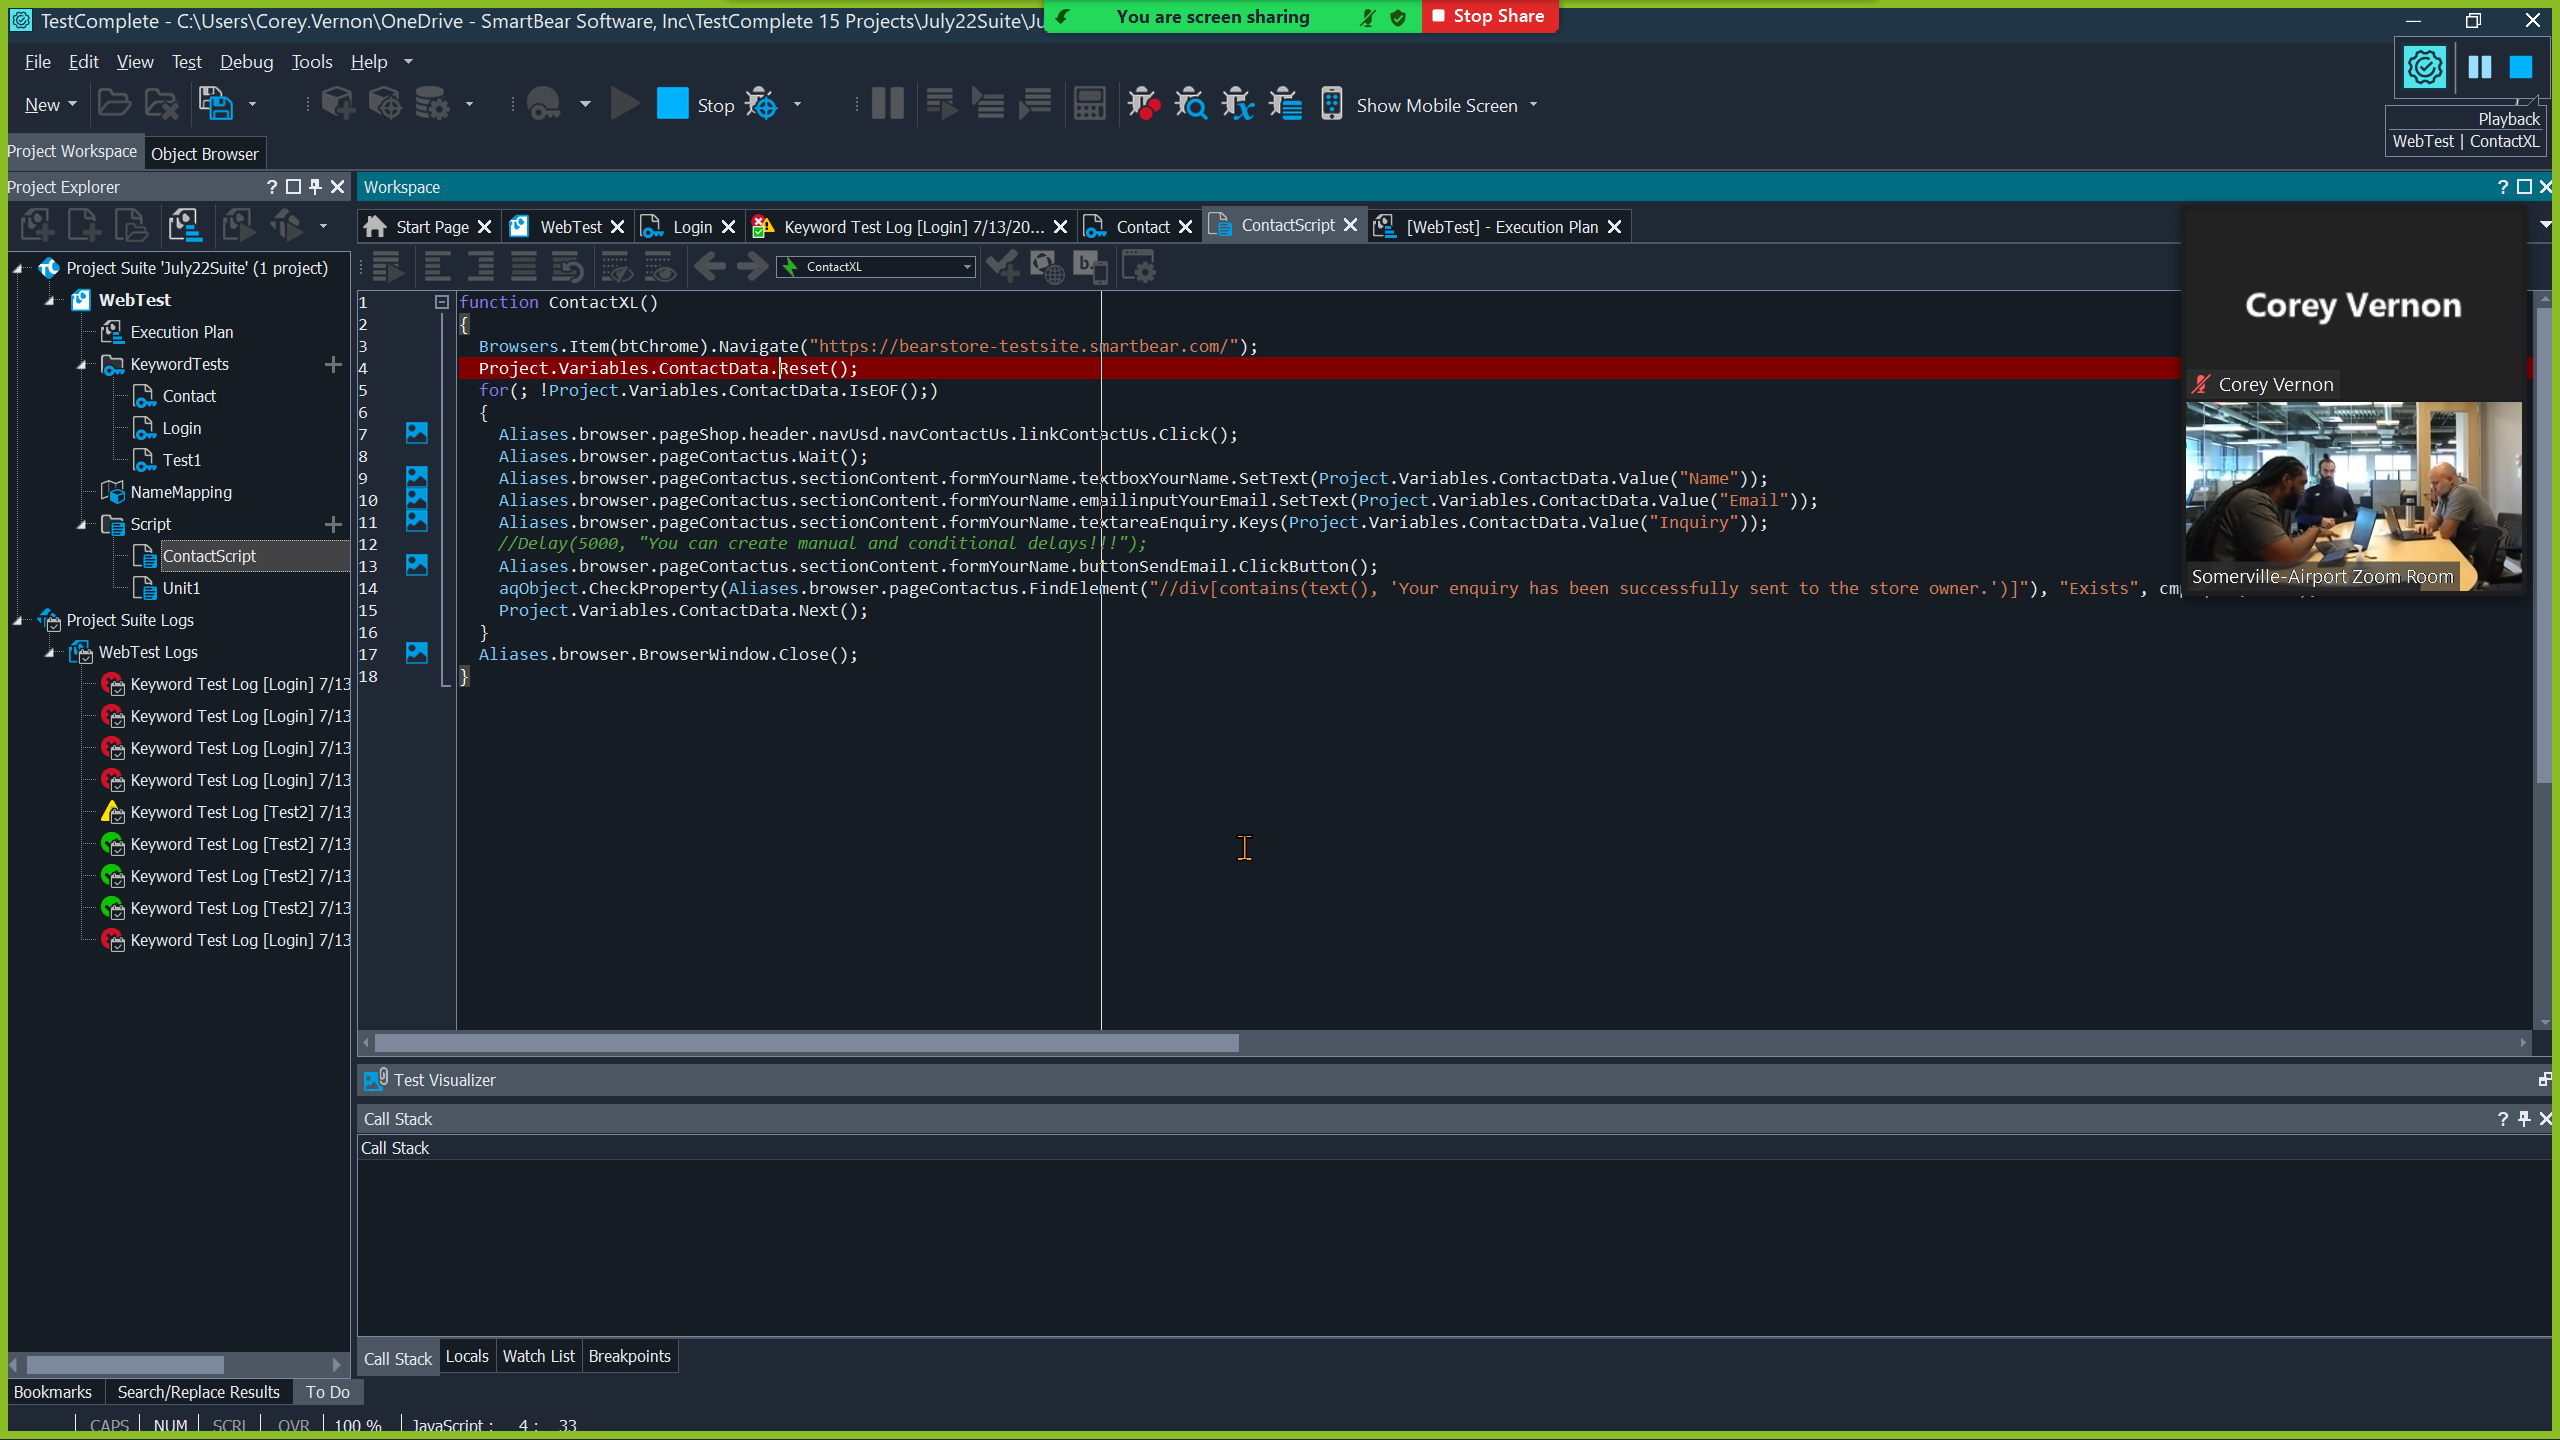 TestComplete - C:\Users\Corey.Vernon\OneDrive - SmartBear Software, Inc\TestComplete 15 Projects\July22Suite\Ju
You are screen sharing
Stop Share
File Edit View Test Debug Tools Help
New
Stop
Show Mobile Screen
Playback
WebTest | ContactXL
Project Workspace
Object Browser
Project Explorer
Workspace
Start Page
WebTest
Login
Keyword Test Log [Login] 7/13/20...
Contact
ContactScript
[WebTest] - Execution Plan
ContactXL
Project Suite 'July22Suite' (1 project)
WebTest
Execution Plan
KeywordTests
Contact
Login
Test1
NameMapping
Script
ContactScript
Unit1
Project Suite Logs
WebTest Logs
Keyword Test Log [Login] 7/13
Keyword Test Log [Login] 7/13
Keyword Test Log [Login] 7/13
Keyword Test Log [Login] 7/13
Keyword Test Log [Test2] 7/13
Keyword Test Log [Test2] 7/13
Keyword Test Log [Test2] 7/13
Keyword Test Log [Test2] 7/13
Keyword Test Log [Login] 7/13
1 function ContactXL()
2 {
3 Browsers.Item(btChrome).Navigate("https://bearstore-testsite.smartbear.com/");
4 Project.Variables.ContactData.Reset();
5 for(; !Project.Variables.ContactData.IsEOF();)
6 {
7 Aliases.browser.pageShop.header.navUsd.navContactUs.linkContactUs.Click();
8 Aliases.browser.pageContactus.Wait();
9 Aliases.browser.pageContactus.sectionContent.formYourName.textboxYourName.SetText(Project.Variables.ContactData.Value("Name"));
10 Aliases.browser.pageContactus.sectionContent.formYourName.emailinputYourEmail.SetText(Project.Variables.ContactData.Value("Email"));
11 Aliases.browser.pageContactus.sectionContent.formYourName.textareaEnquiry.Keys(Project.Variables.ContactData.Value("Inquiry"));
12 //Delay(5000, "You can create manual and conditional delays!!!");
13 Aliases.browser.pageContactus.sectionContent.formYourName.buttonSendEmail.ClickButton();
14 aqObject.CheckProperty(Aliases.browser.pageContactus.FindElement("//div[contains(text(), 'Your enquiry has been successfully sent to the store owner.')]"), "Exists",
15 Project.Variables.ContactData.Next();
16 }
17 Aliases.browser.BrowserWindow.Close();
18 }
Corey Vernon
Corey Vernon
Somerville-Airport Zoom Room
Test Visualizer
Call Stack
Call Stack
Call Stack
Locals
Watch List
Breakpoints
Bookmarks
Search/Replace Results
To Do
CAPS NUM SCRL OVR 100 % JavaScript : 4 : 33